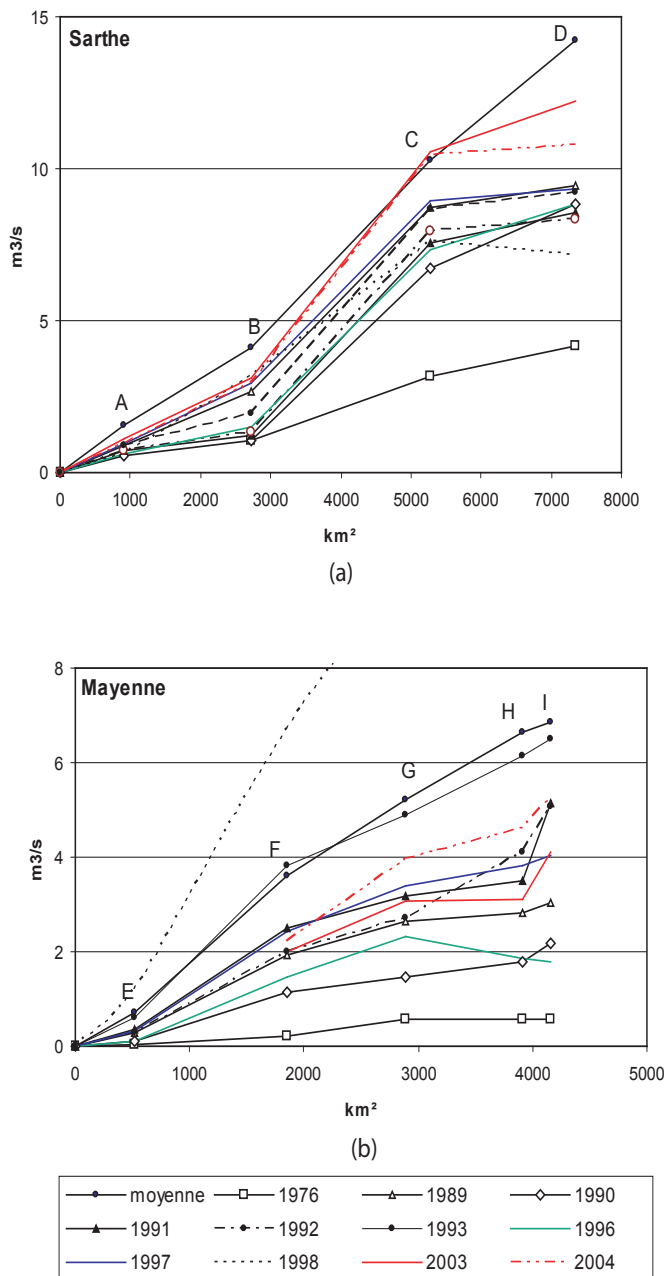 Sarthe
15
10
5
0
m3/s
A
B
C
D
0 1000 2000 3000 4000 5000 6000 7000 8000
km²
(a)
Mayenne
8
6
4
2
0
m3/s
E
F
G
H
I
0 1000 2000 3000 4000 5000
km²
(b)
moyenne 1976 1989 1990
1991 1992 1993 1996
1997 1998 2003 2004